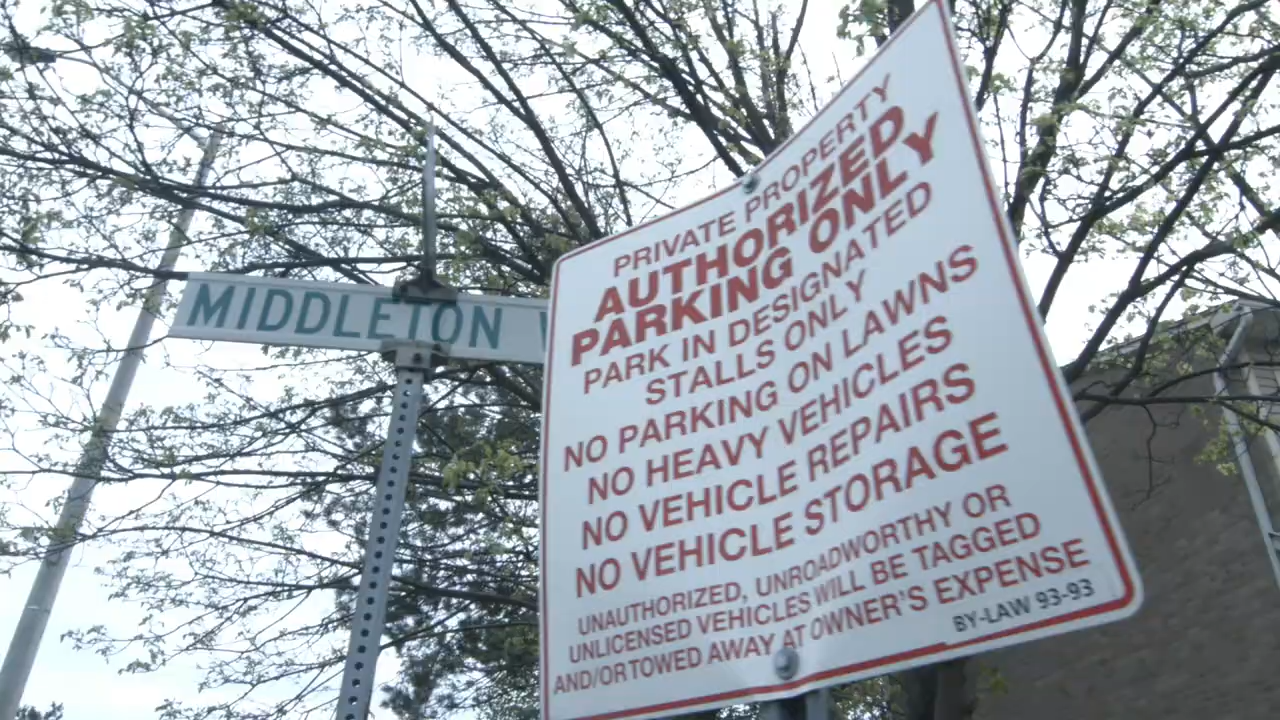 MIDDLETON
PRIVATE PROPERTY
AUTHORIZED
PARKING ONLY
PARK IN DESIGNATED
STALLS ONLY
NO PARKING ON LAWNS
NO HEAVY VEHICLES
NO VEHICLE REPAIRS
NO VEHICLE STORAGE
UNAUTHORIZED, UNROADWORTHY OR
UNLICENSED VEHICLES WILL BE TAGGED
AND/OR TOWED AWAY AT OWNER'S EXPENSE
BY-LAW 93-93